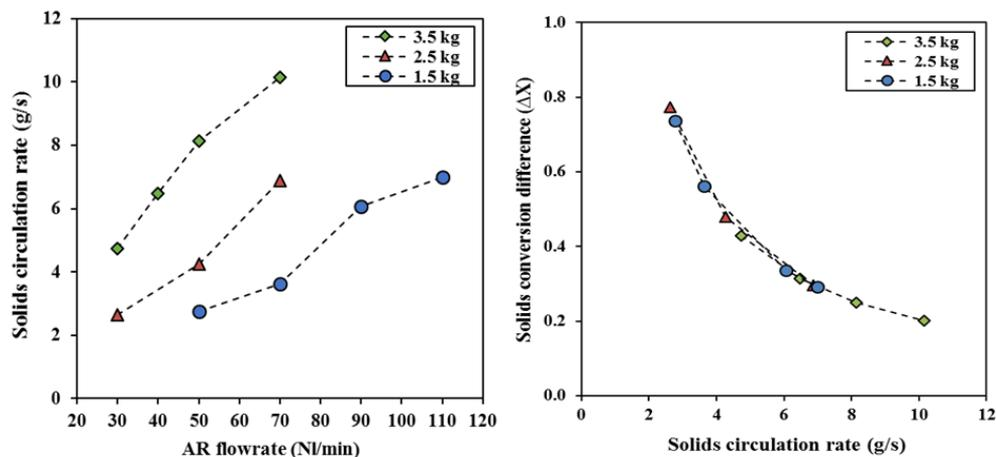 Solids circulation rate (g/s)
12
10
8
6
4
2
0
20 30 40 50 60 70 80 90 100 110 120
AR flowrate (Nl/min)
3.5 kg
2.5 kg
1.5 kg
Solids conversion difference (ΔX)
1.0
0.8
0.6
0.4
0.2
0.0
0 2 4 6 8 10 12
Solids circulation rate (g/s)
3.5 kg
2.5 kg
1.5 kg